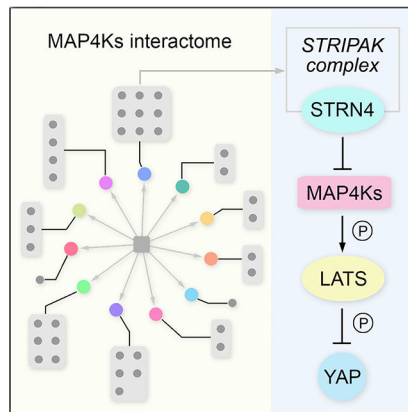 MAP4Ks interactome
STRIPAK
complex
STRN4
MAP4Ks
P
LATS
P
YAP